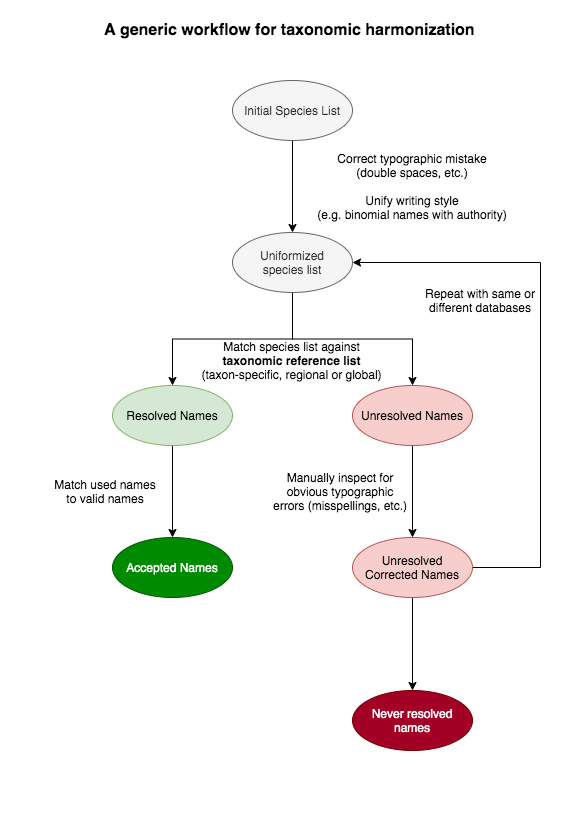 A generic workflow for taxonomic harmonization
Initial Species List
Correct typographic mistake
(double spaces, etc.)
Unify writing style
(e.g. binomial names with authority)
Uniformized
species list
Repeat with same or
different databases
Match species list against
taxonomic reference list
(taxon-specific, regional or global)
Resolved Names
Unresolved Names
Match used names
to valid names
Manually inspect for
obvious typographic
errors (misspellings, etc.)
Accepted Names
Unresolved
Corrected Names
Never resolved
names